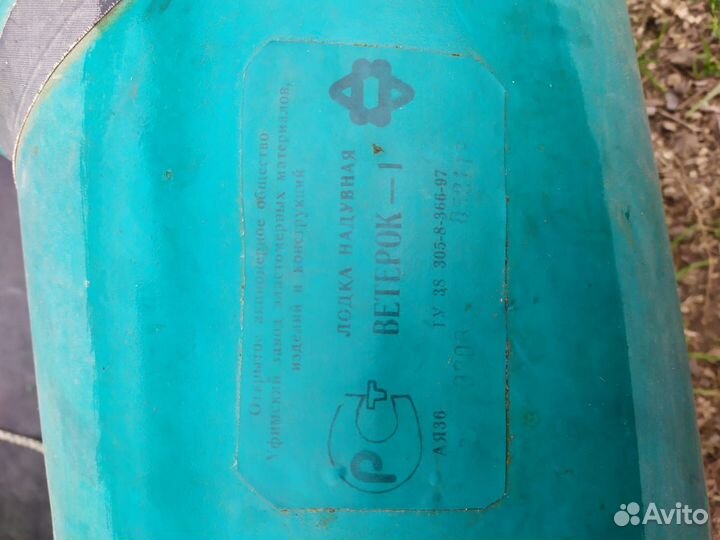 Открытое акционерное общество
Уфимский завод эластомерных материалов,
изделий и конструкций
ЛОДКА НАДУВНАЯ
ВЕТЕРОК — 1
ТУ 38 305-8-366-97
АЯ36
Avito